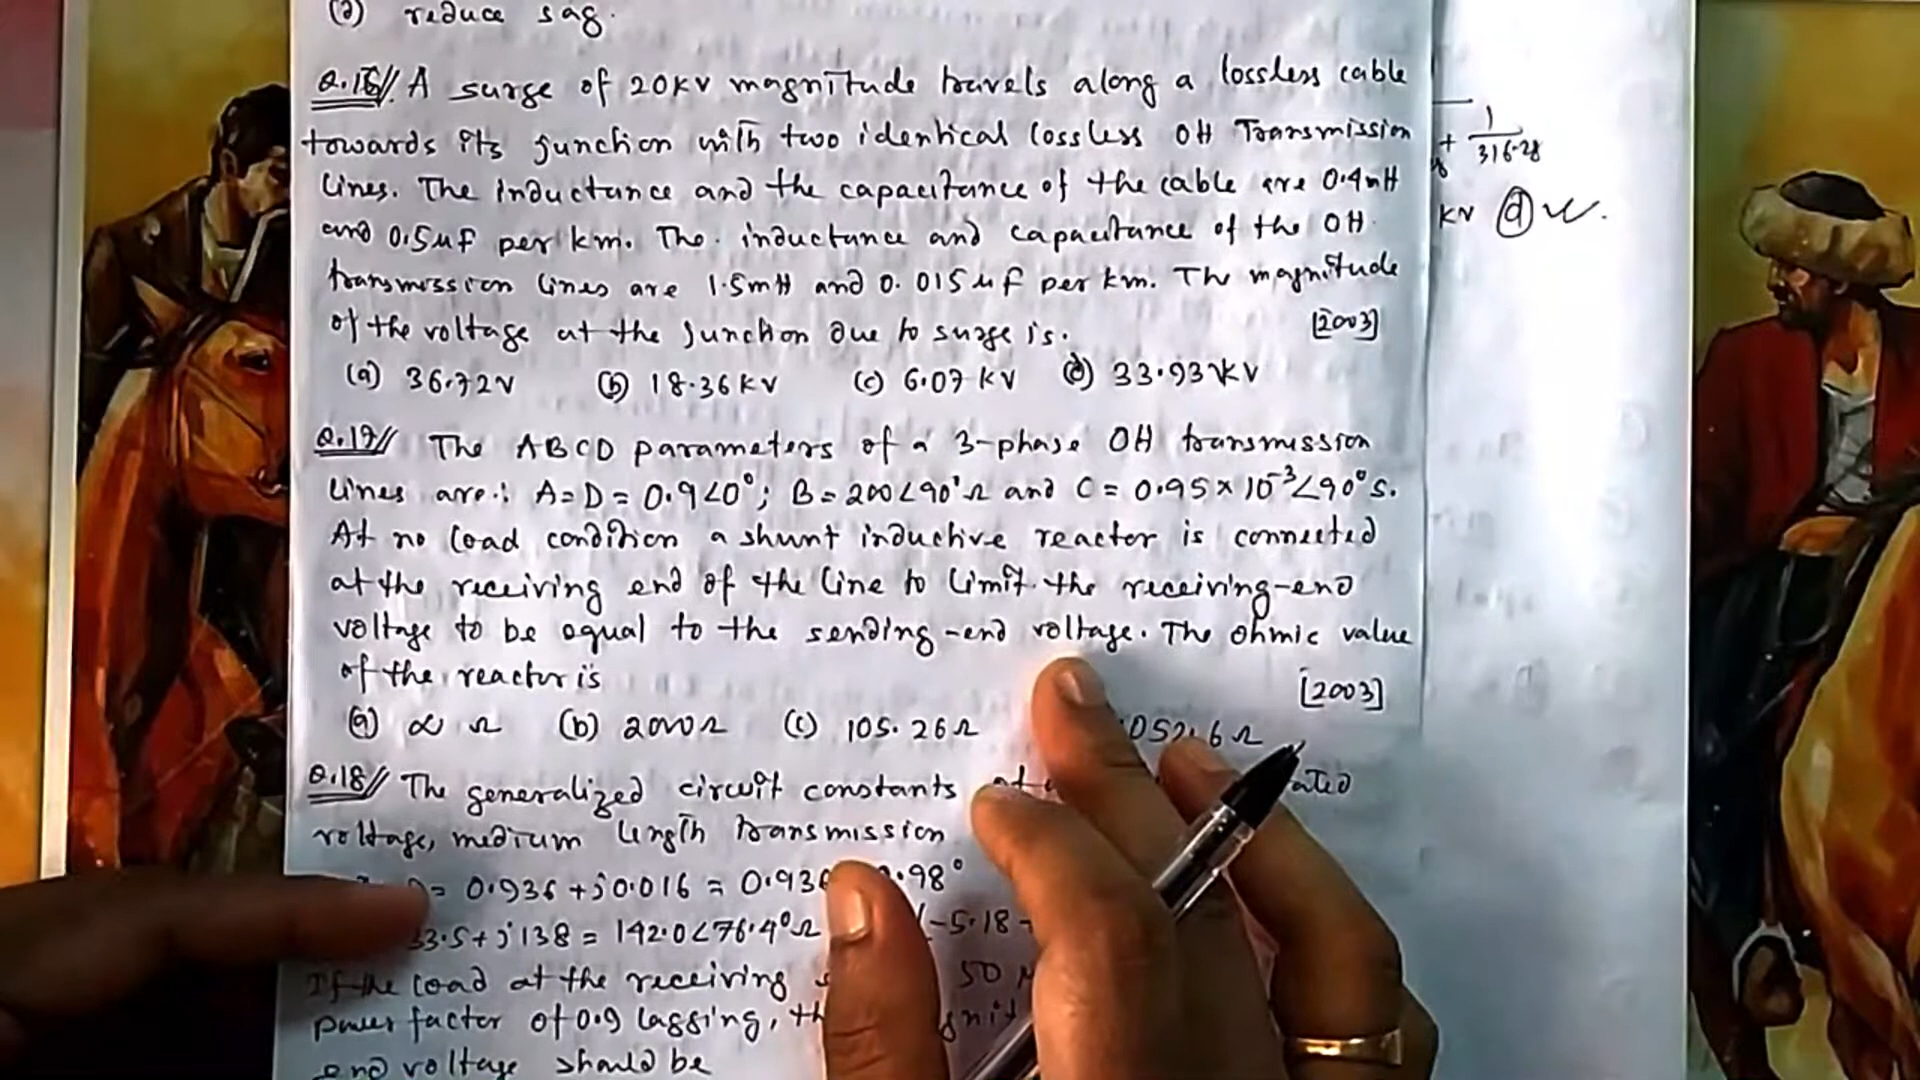 (d) reduce sag.
Q.16// A surge of 20KV magnitude travels along a lossless cable
towards its junction with two identical lossless OH Transmission
lines. The inductance and the capacitance of the cable are 0.4mH
and 0.5μf per km. The inductance and capacitance of the OH
transmission lines are 1.5mH and 0.015μf per km. The magnitude
of the voltage at the junction due to surge is. [2003]
(a) 36.72V (b) 18.36KV (c) 6.07KV (d) 33.93KV
Q.17// The ABCD parameters of a 3-phase OH transmission
lines are: A=D=0.9∠0°; B=200∠90°Ω and C=0.95×10⁻³∠90°S.
At no load condition a shunt inductive reactor is connected
at the receiving end of the line to limit the receiving-end
voltage to be equal to the sending-end voltage. The ohmic value
of the reactor is [2003]
(a) ∝ Ω (b) 2000Ω (c) 105.26Ω 052.6Ω
Q.18// The generalized circuit constants
voltage, medium length transmission
= 0.936+j0.016 = 0.98°
33.5+j138 = 142.0∠76.4°Ω (-5.18
If the load at the receiving 50
power factor of 0.9 lagging,
end voltage should be
+ 1/316.28
KV (d)